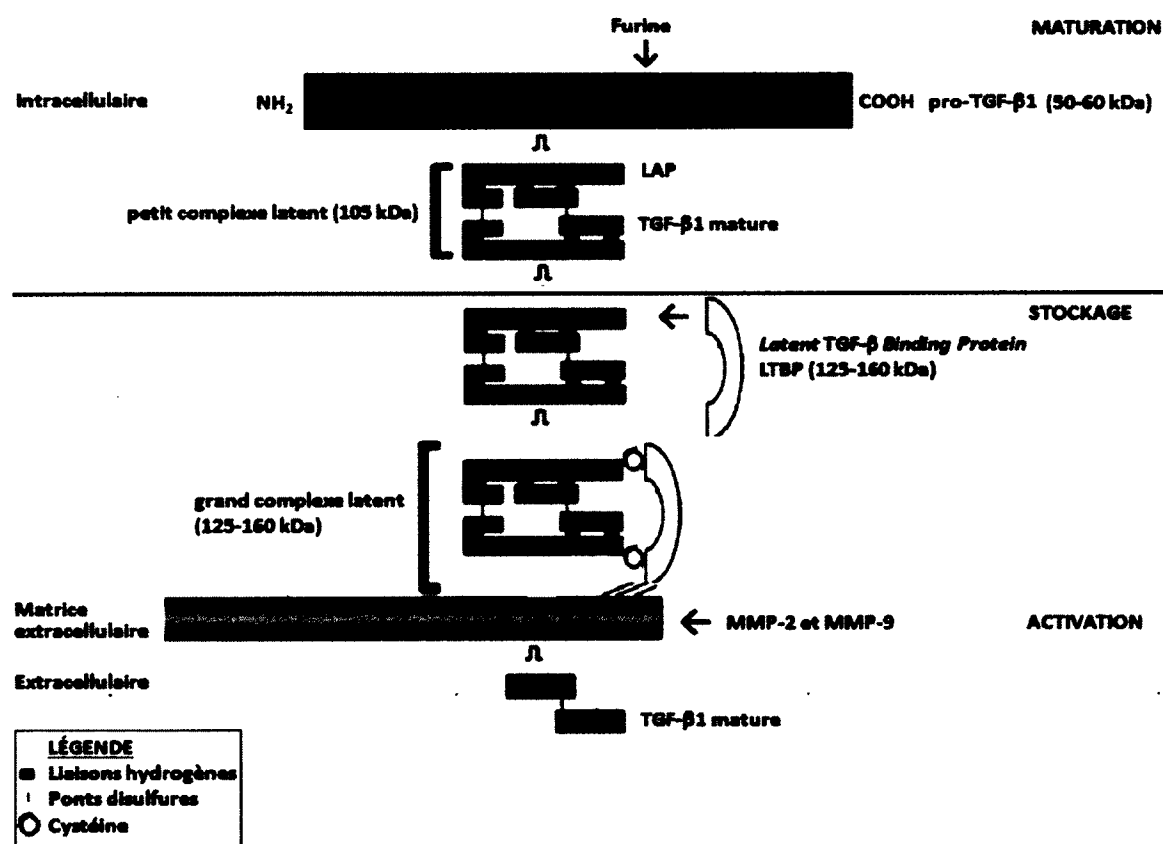 Furine
MATURATION
Intracellulaire
NH₂
COOH pro-TGF-β1 (50-60 kDa)
LAP
petit complexe latent (105 kDa)
TGF-β1 mature
STOCKAGE
Latent TGF-β Binding Protein
LTBP (125-160 kDa)
grand complexe latent
(125-160 kDa)
Matrice
extracellulaire
MMP-2 et MMP-9
ACTIVATION
Extracellulaire
TGF-β1 mature
LÉGENDE
Liaisons hydrogènes
Ponts disulfures
Cystéine